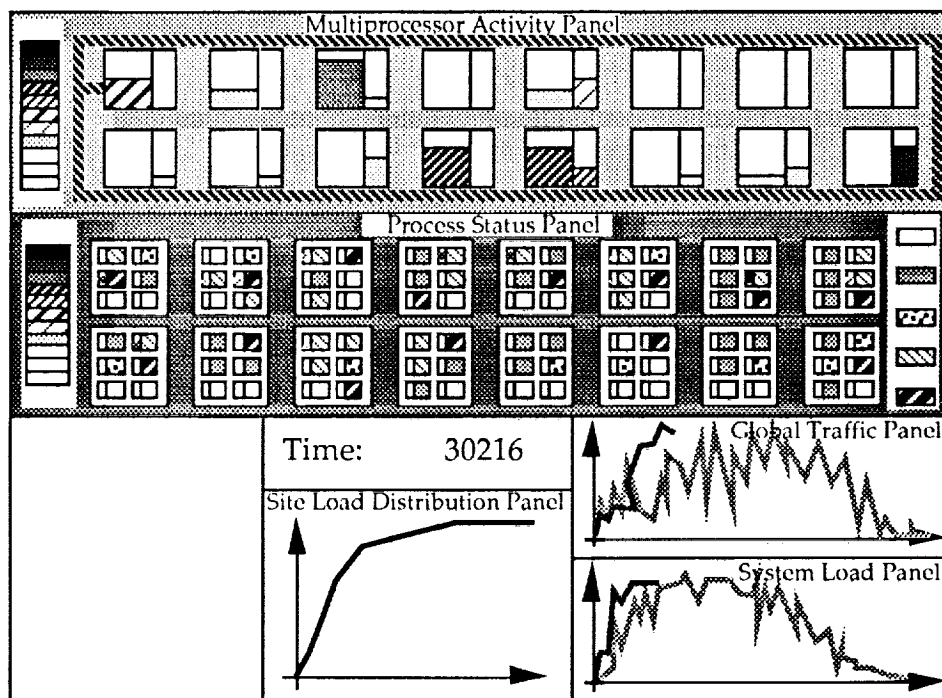 Multiprocessor Activity Panel
Process Status Panel
Time: 30216
Global Traffic Panel
Site Load Distribution Panel
System Load Panel